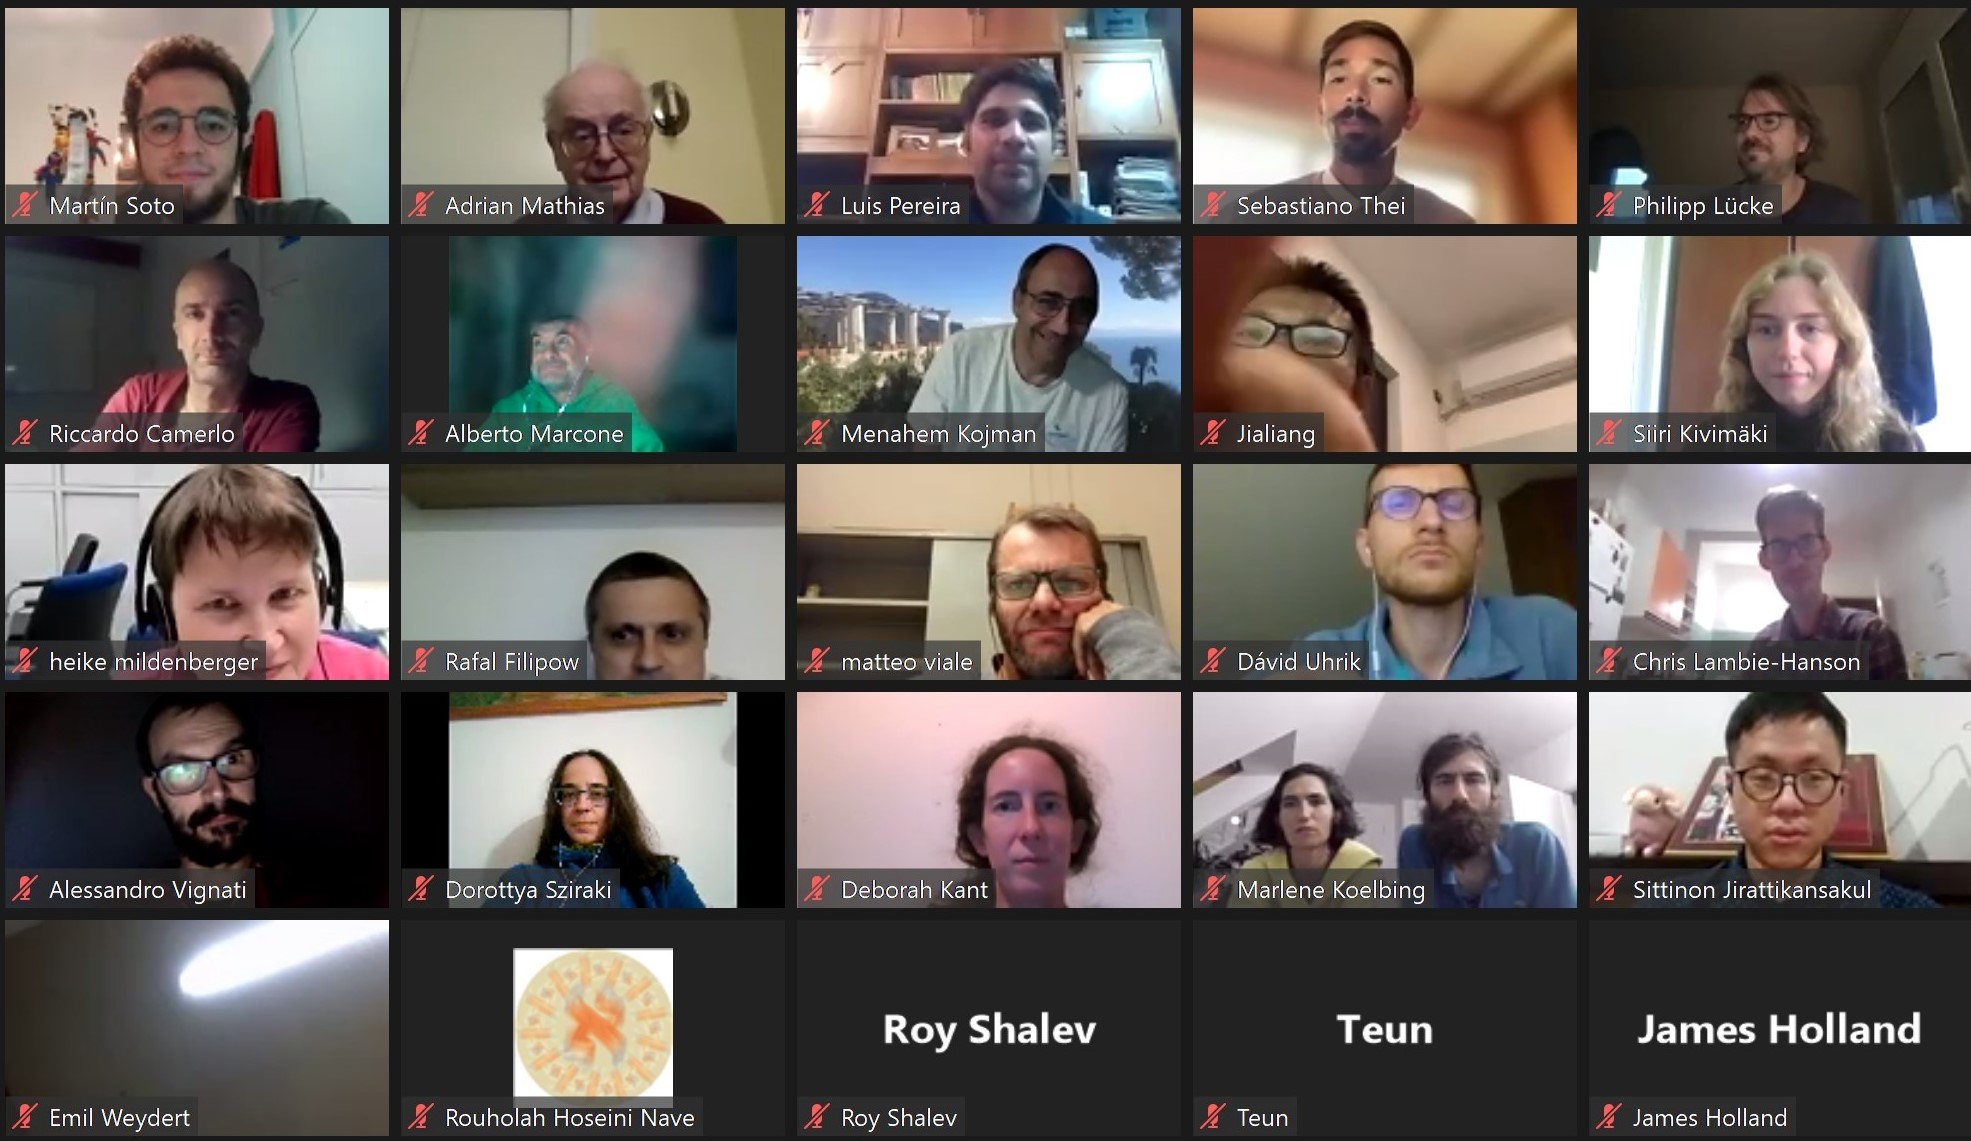 Martín Soto
Adrian Mathias
Luis Pereira
Sebastiano Thei
Philipp Lücke
Riccardo Camerlo
Alberto Marcone
Menahem Kojman
Jialiang
Siiri Kivimäki
heike mildenberger
Rafal Filipow
matteo viale
Dávid Uhrik
Chris Lambie-Hanson
Alessandro Vignati
Dorottya Sziraki
Deborah Kant
Marlene Koelbing
Sittinon Jirattikansakul
Emil Weydert
Rouholah Hoseini Nave
Roy Shalev
Roy Shalev
Teun
Teun
James Holland
James Holland